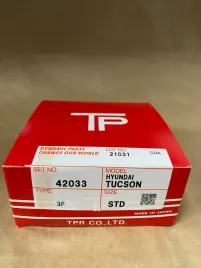 TP
DYNAMIC PARTS
CHANGE OUR WORLD
LOT NO
21031
SET NO
42033
MODEL
HYUNDAI
TUCSON
TYPE
3F
SIZE
STD
MADE IN JAPAN
TPR CO.,LTD.